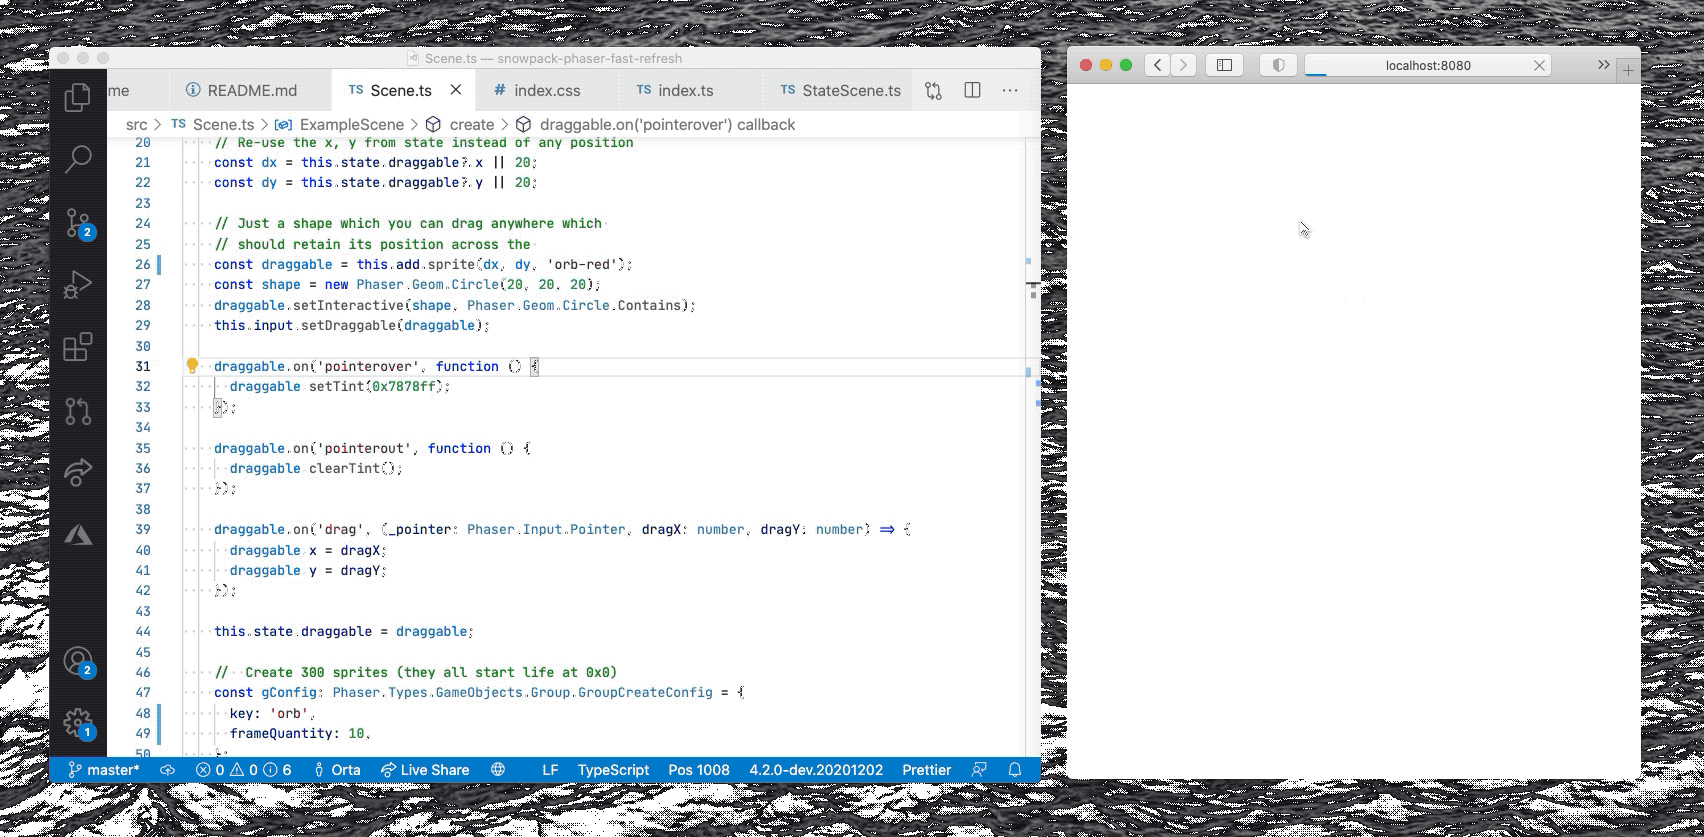 Scene.ts — snowpack-phaser-fast-refresh
me README.md TS Scene.ts # index.css TS index.ts TS StateScene.ts
src > TS Scene.ts > ExampleScene > create > draggable.on('pointerover') callback
20 // Re-use the x, y from state instead of any position
21 const dx = this.state.draggable?.x || 20;
22 const dy = this.state.draggable?.y || 20;
23
24 // Just a shape which you can drag anywhere which
25 // should retain its position across the
26 const draggable = this.add.sprite(dx, dy, 'orb-red');
27 const shape = new Phaser.Geom.Circle(20, 20, 20);
28 draggable.setInteractive(shape, Phaser.Geom.Circle.Contains);
29 this.input.setDraggable(draggable);
30
31 draggable.on('pointerover', function () {
32 draggable.setTint(0x7878ff);
33 });
34
35 draggable.on('pointerout', function () {
36 draggable.clearTint();
37 });
38
39 draggable.on('drag', (_pointer: Phaser.Input.Pointer, dragX: number, dragY: number) => {
40 draggable.x = dragX;
41 draggable.y = dragY;
42 });
43
44 this.state.draggable = draggable;
45
46 // Create 300 sprites (they all start life at 0x0)
47 const gConfig: Phaser.Types.GameObjects.Group.GroupCreateConfig = {
48 key: 'orb',
49 frameQuantity: 10,
50 };
2
2
1
master* 0 0 6 Orta Live Share LF TypeScript Pos 1008 4.2.0-dev.20201202 Prettier
localhost:8080